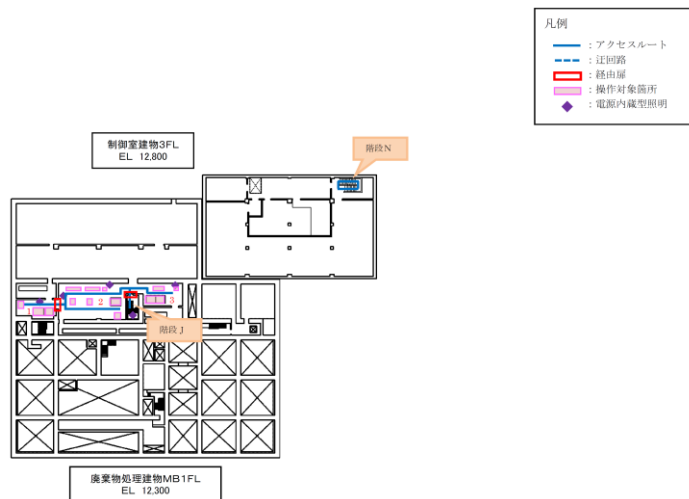 凡例
：アクセスルート
：迂回路
：経由扉
：操作対象箇所
：電源内蔵型照明
制御室建物3FL
EL 12,800
階段N
1
2
3
階段J
廃棄物処理建物MB1FL
EL 12,300